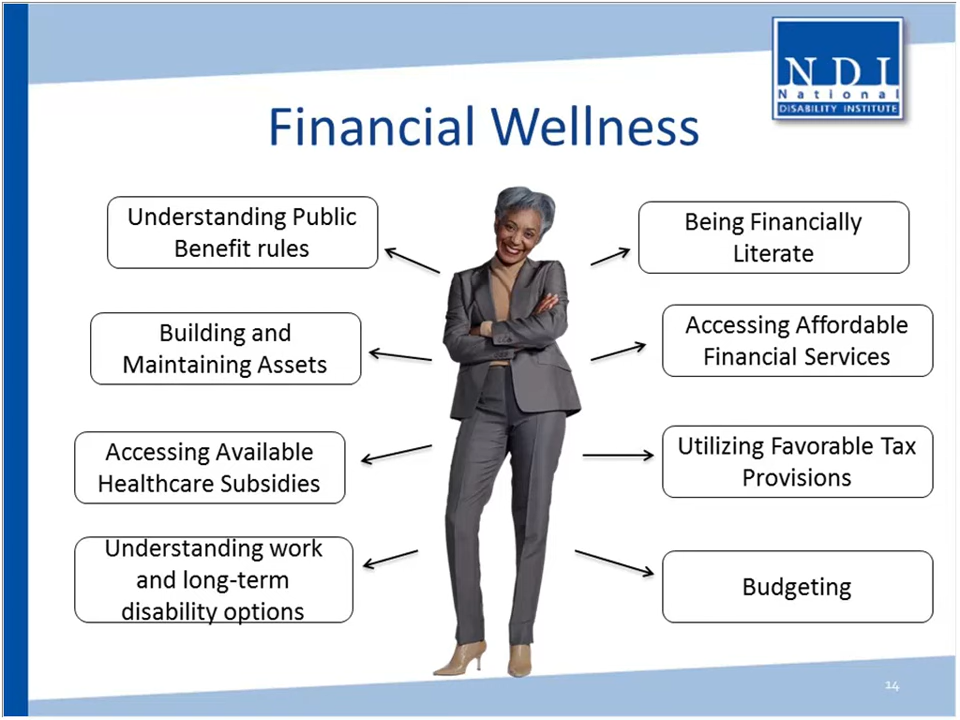 NDI
National
DISABILITY INSTITUTE
Financial Wellness
Understanding Public
Benefit rules
Building and
Maintaining Assets
Accessing Available
Healthcare Subsidies
Understanding work
and long-term
disability options
Being Financially
Literate
Accessing Affordable
Financial Services
Utilizing Favorable Tax
Provisions
Budgeting
14